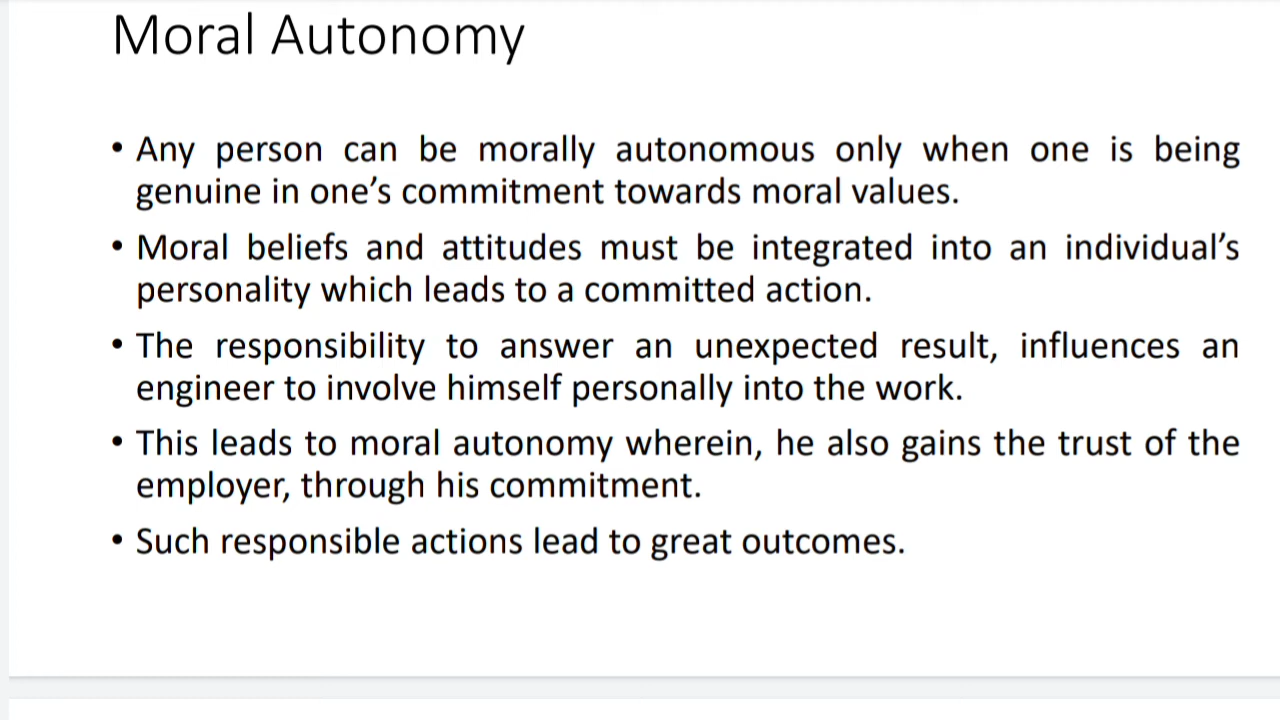 Moral Autonomy
• Any person can be morally autonomous only when one is being
genuine in one’s commitment towards moral values.
• Moral beliefs and attitudes must be integrated into an individual’s
personality which leads to a committed action.
• The responsibility to answer an unexpected result, influences an
engineer to involve himself personally into the work.
• This leads to moral autonomy wherein, he also gains the trust of the
employer, through his commitment.
• Such responsible actions lead to great outcomes.